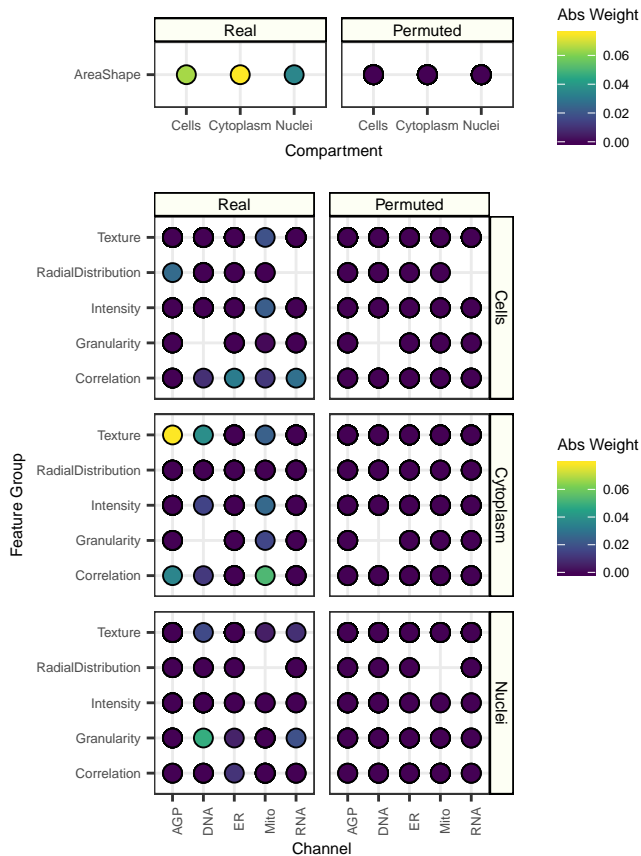 Real Permuted
AreaShape
Cells Cytoplasm Nuclei Cells Cytoplasm Nuclei
Compartment
Abs Weight
0.06
0.04
0.02
0.00
Real Permuted
Feature Group
Texture
RadialDistribution
Intensity
Granularity
Correlation
Cells
Texture
RadialDistribution
Intensity
Granularity
Correlation
Cytoplasm
Texture
RadialDistribution
Intensity
Granularity
Correlation
Nuclei
AGP DNA ER Mito RNA AGP DNA ER Mito RNA
Channel
Abs Weight
0.06
0.04
0.02
0.00